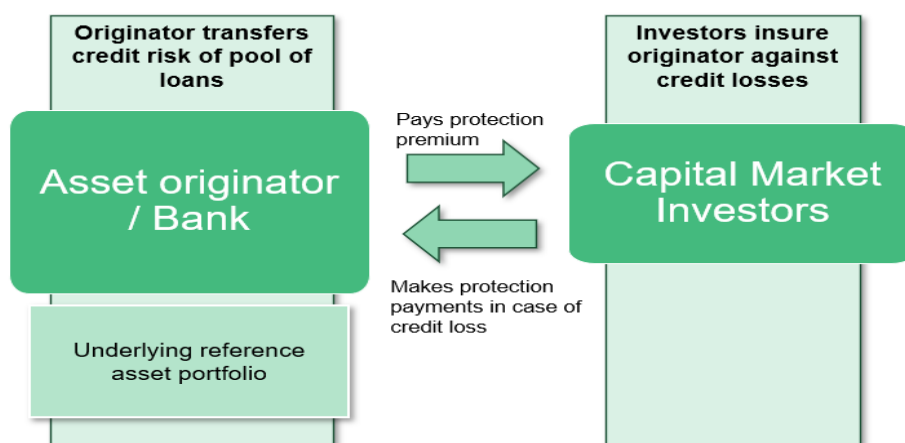 Originator transfers
credit risk of pool of
loans
Investors insure
originator against
credit losses
Pays protection
premium
Asset originator
/ Bank
Capital Market
Investors
Makes protection
payments in case of
credit loss
Underlying reference
asset portfolio